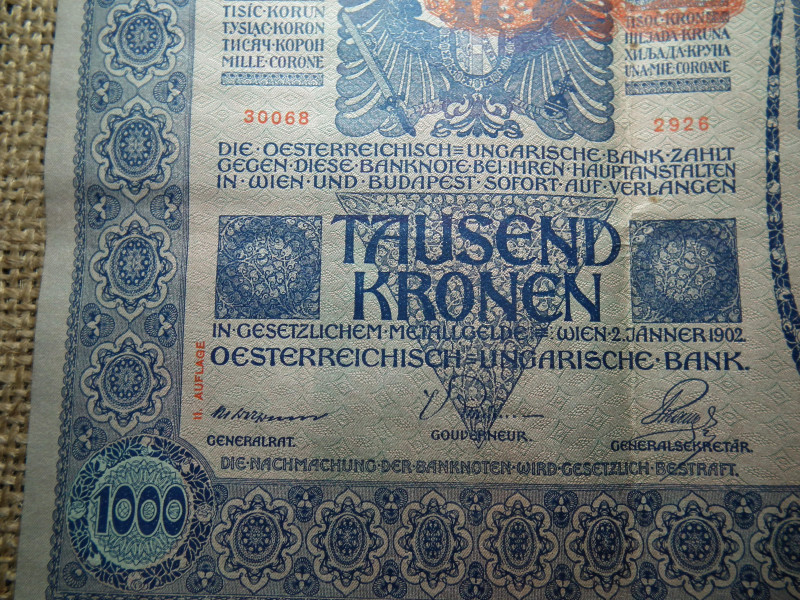 TISÍC·KORUN
TYSIĄC·KORON
ТИСЯЧ·КОРОН
MILLE·CORONE
TISOČ·KRON
HILJADA·KRUNA
ХИЉАДА·КРУНА
UNA·MIE·COROANE
30068
2926
DIE·OESTERREICHISCH=UNGARISCHE·BANK·ZAHLT
GEGEN·DIESE·BANKNOTE·BEI·IHREN·HAUPTANSTALTEN
IN·WIEN·UND·BUDAPEST·SOFORT·AUF·VERLANGEN
TAUSEND
KRONEN
IN·GESETZLICHEM·METALLGELDE=WIEN·2.JÄNNER 1902.
OESTERREICHISCH=UNGARISCHE·BANK.
II. AUFLAGE
GENERALRAT.
GOUVERNEUR.
GENERALSEKRETÄR.
DIE·NACHMACHUNG·DER·BANKNOTEN·WIRD·GESETZLICH·BESTRAFT.
1000